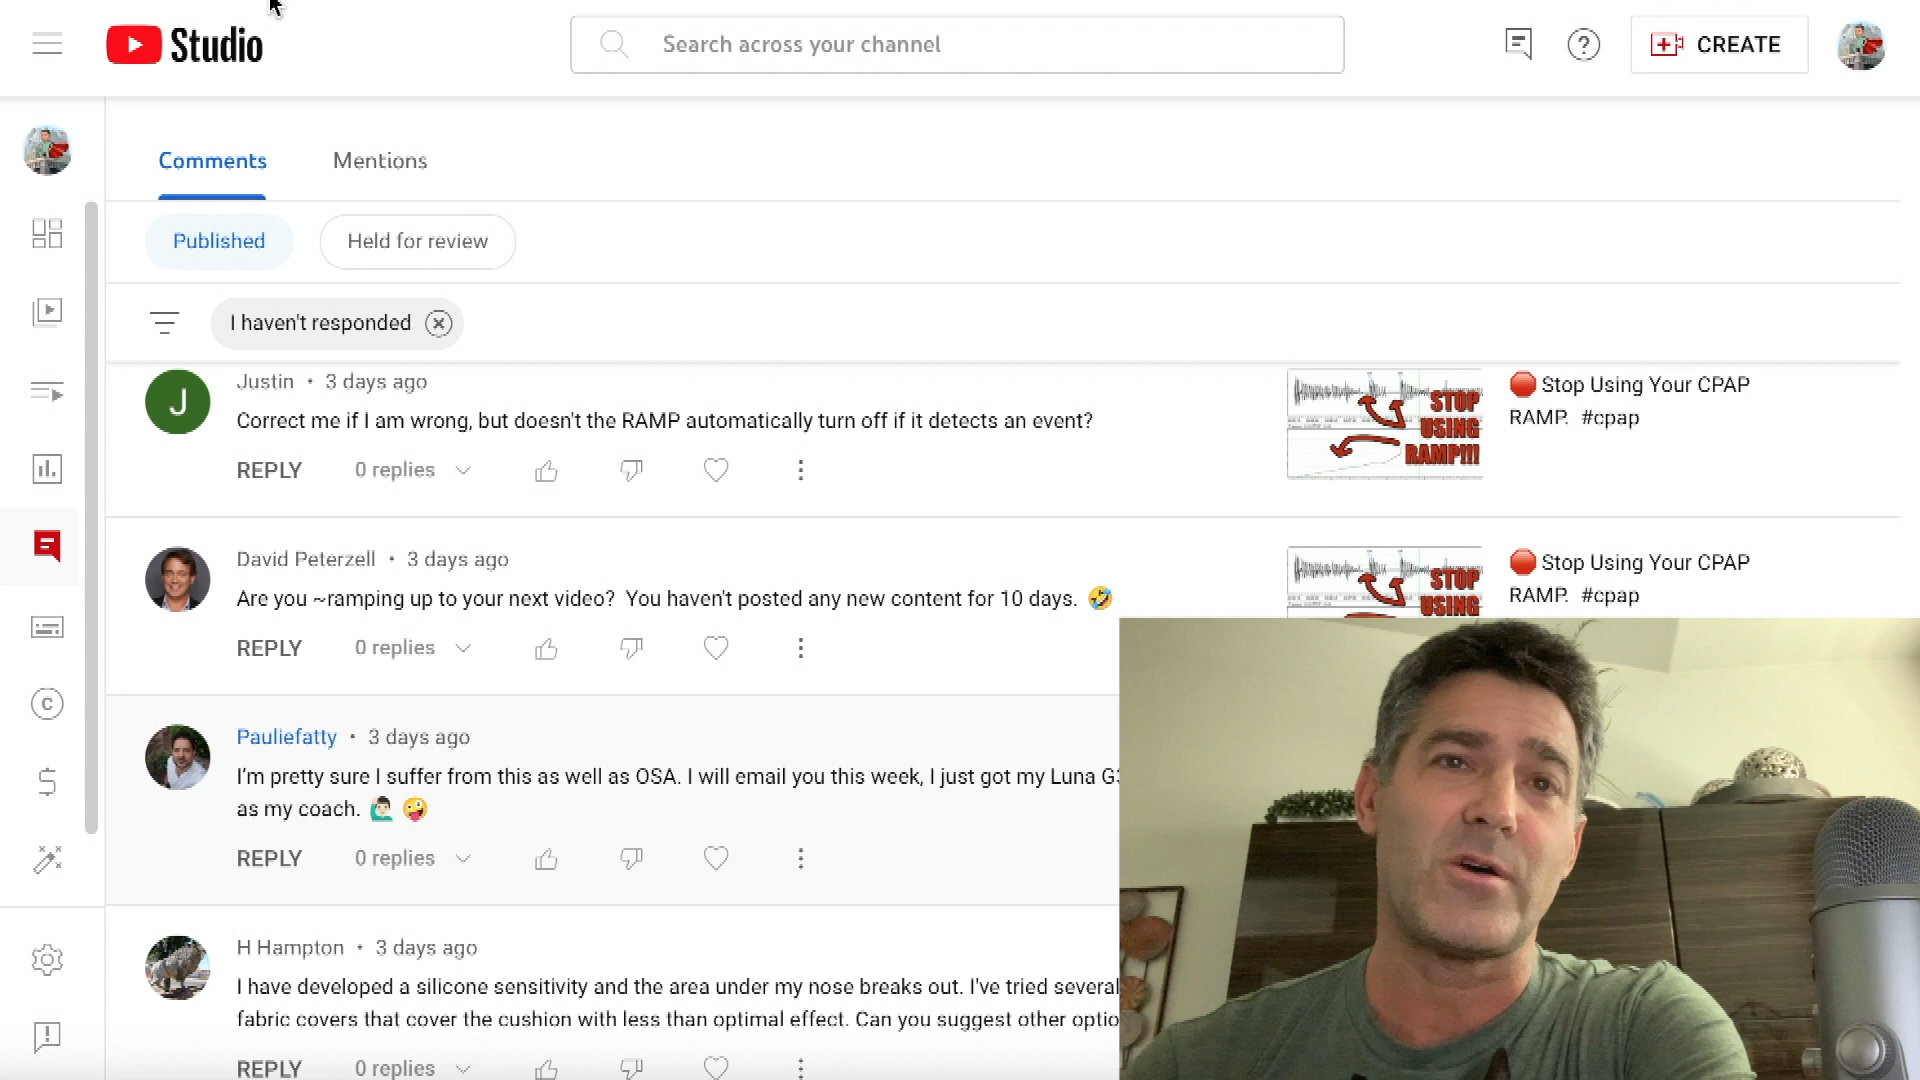 Studio
Search across your channel
CREATE
Comments
Mentions
Published
Held for review
I haven't responded
J
Justin • 3 days ago
Correct me if I am wrong, but doesn't the RAMP automatically turn off if it detects an event?
REPLY
0 replies
STOP
USING
RAMP!!!
🛑 Stop Using Your CPAP
RAMP. #cpap
David Peterzell • 3 days ago
Are you ~ramping up to your next video? You haven't posted any new content for 10 days. 🤣
REPLY
0 replies
STOP
USING
🛑 Stop Using Your CPAP
RAMP. #cpap
Pauliefatty • 3 days ago
I'm pretty sure I suffer from this as well as OSA. I will email you this week, I just got my Luna G3
as my coach. 🙋🏻‍♂️ 🤪
REPLY
0 replies
H Hampton • 3 days ago
I have developed a silicone sensitivity and the area under my nose breaks out. I've tried several
fabric covers that cover the cushion with less than optimal effect. Can you suggest other optio
REPLY
0 replies